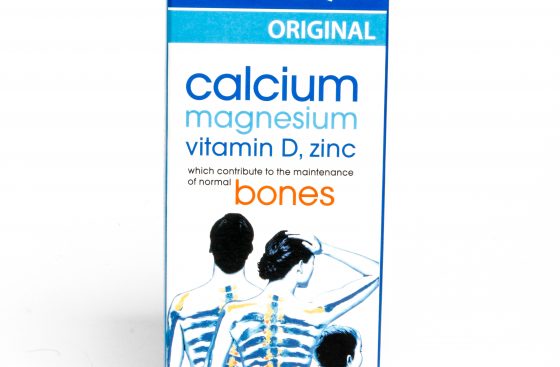 ORIGINAL
calcium
magnesium
vitamin D, zinc
which contribute to the maintenance
of normal bones